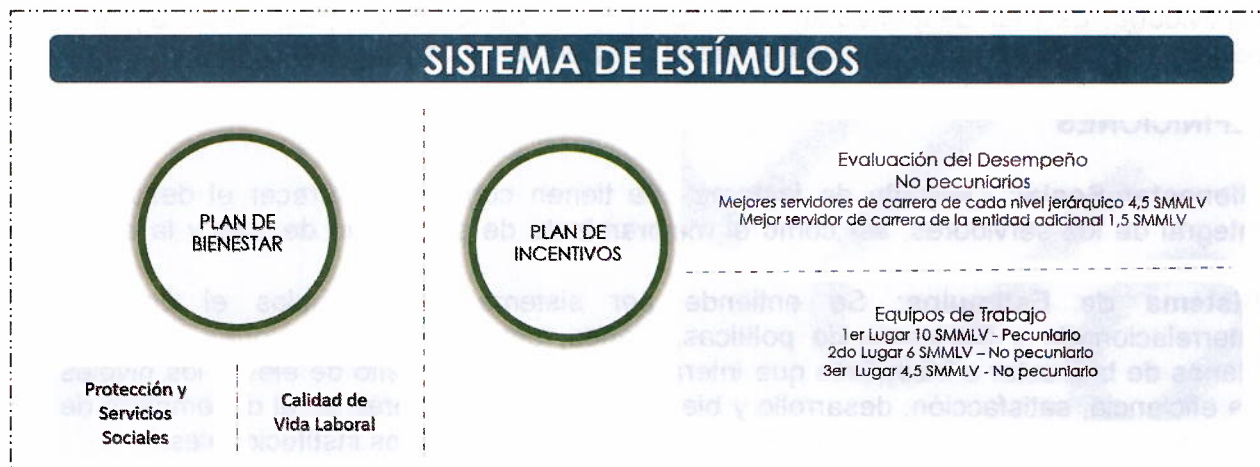 SISTEMA DE ESTÍMULOS
PLAN DE
BIENESTAR
Protección y
Servicios
Sociales
Calidad de
Vida Laboral
PLAN DE
INCENTIVOS
Evaluación del Desempeño
No pecuniarios
Mejores servidores de carrera de cada nivel jerárquico 4,5 SMMLV
Mejor servidor de carrera de la entidad adicional 1,5 SMMLV
Equipos de Trabajo
1er Lugar 10 SMMLV - Pecuniario
2do Lugar 6 SMMLV – No pecuniario
3er Lugar 4,5 SMMLV - No pecuniario